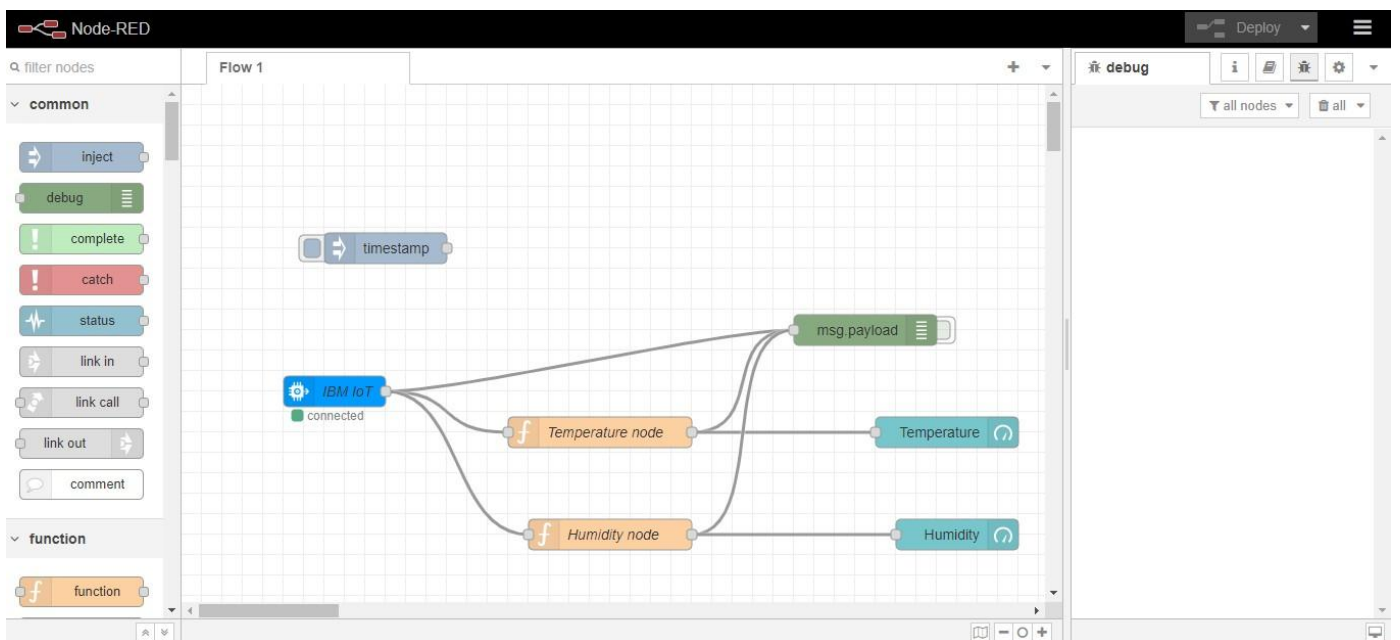 Node-RED
Deploy
filter nodes
Flow 1
debug
i
all nodes
all
common
inject
debug
complete
catch
status
link in
link call
link out
comment
function
function
timestamp
msg.payload
IBM IoT
connected
Temperature node
Temperature
Humidity node
Humidity